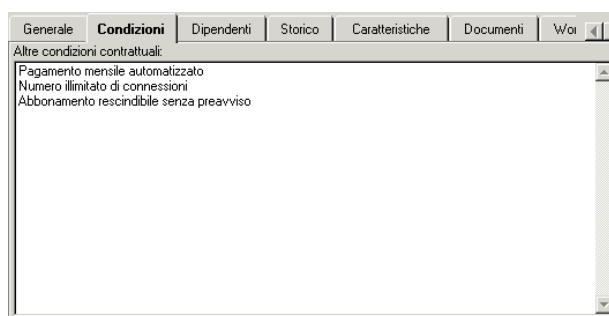 Generale Condizioni Dipendenti Storico Caratteristiche Documenti
Altre condizioni contrattuali:
Pagamento mensile automatizzato
Numero illimitato di connessioni
Abbonamento rescindibile senza preavviso